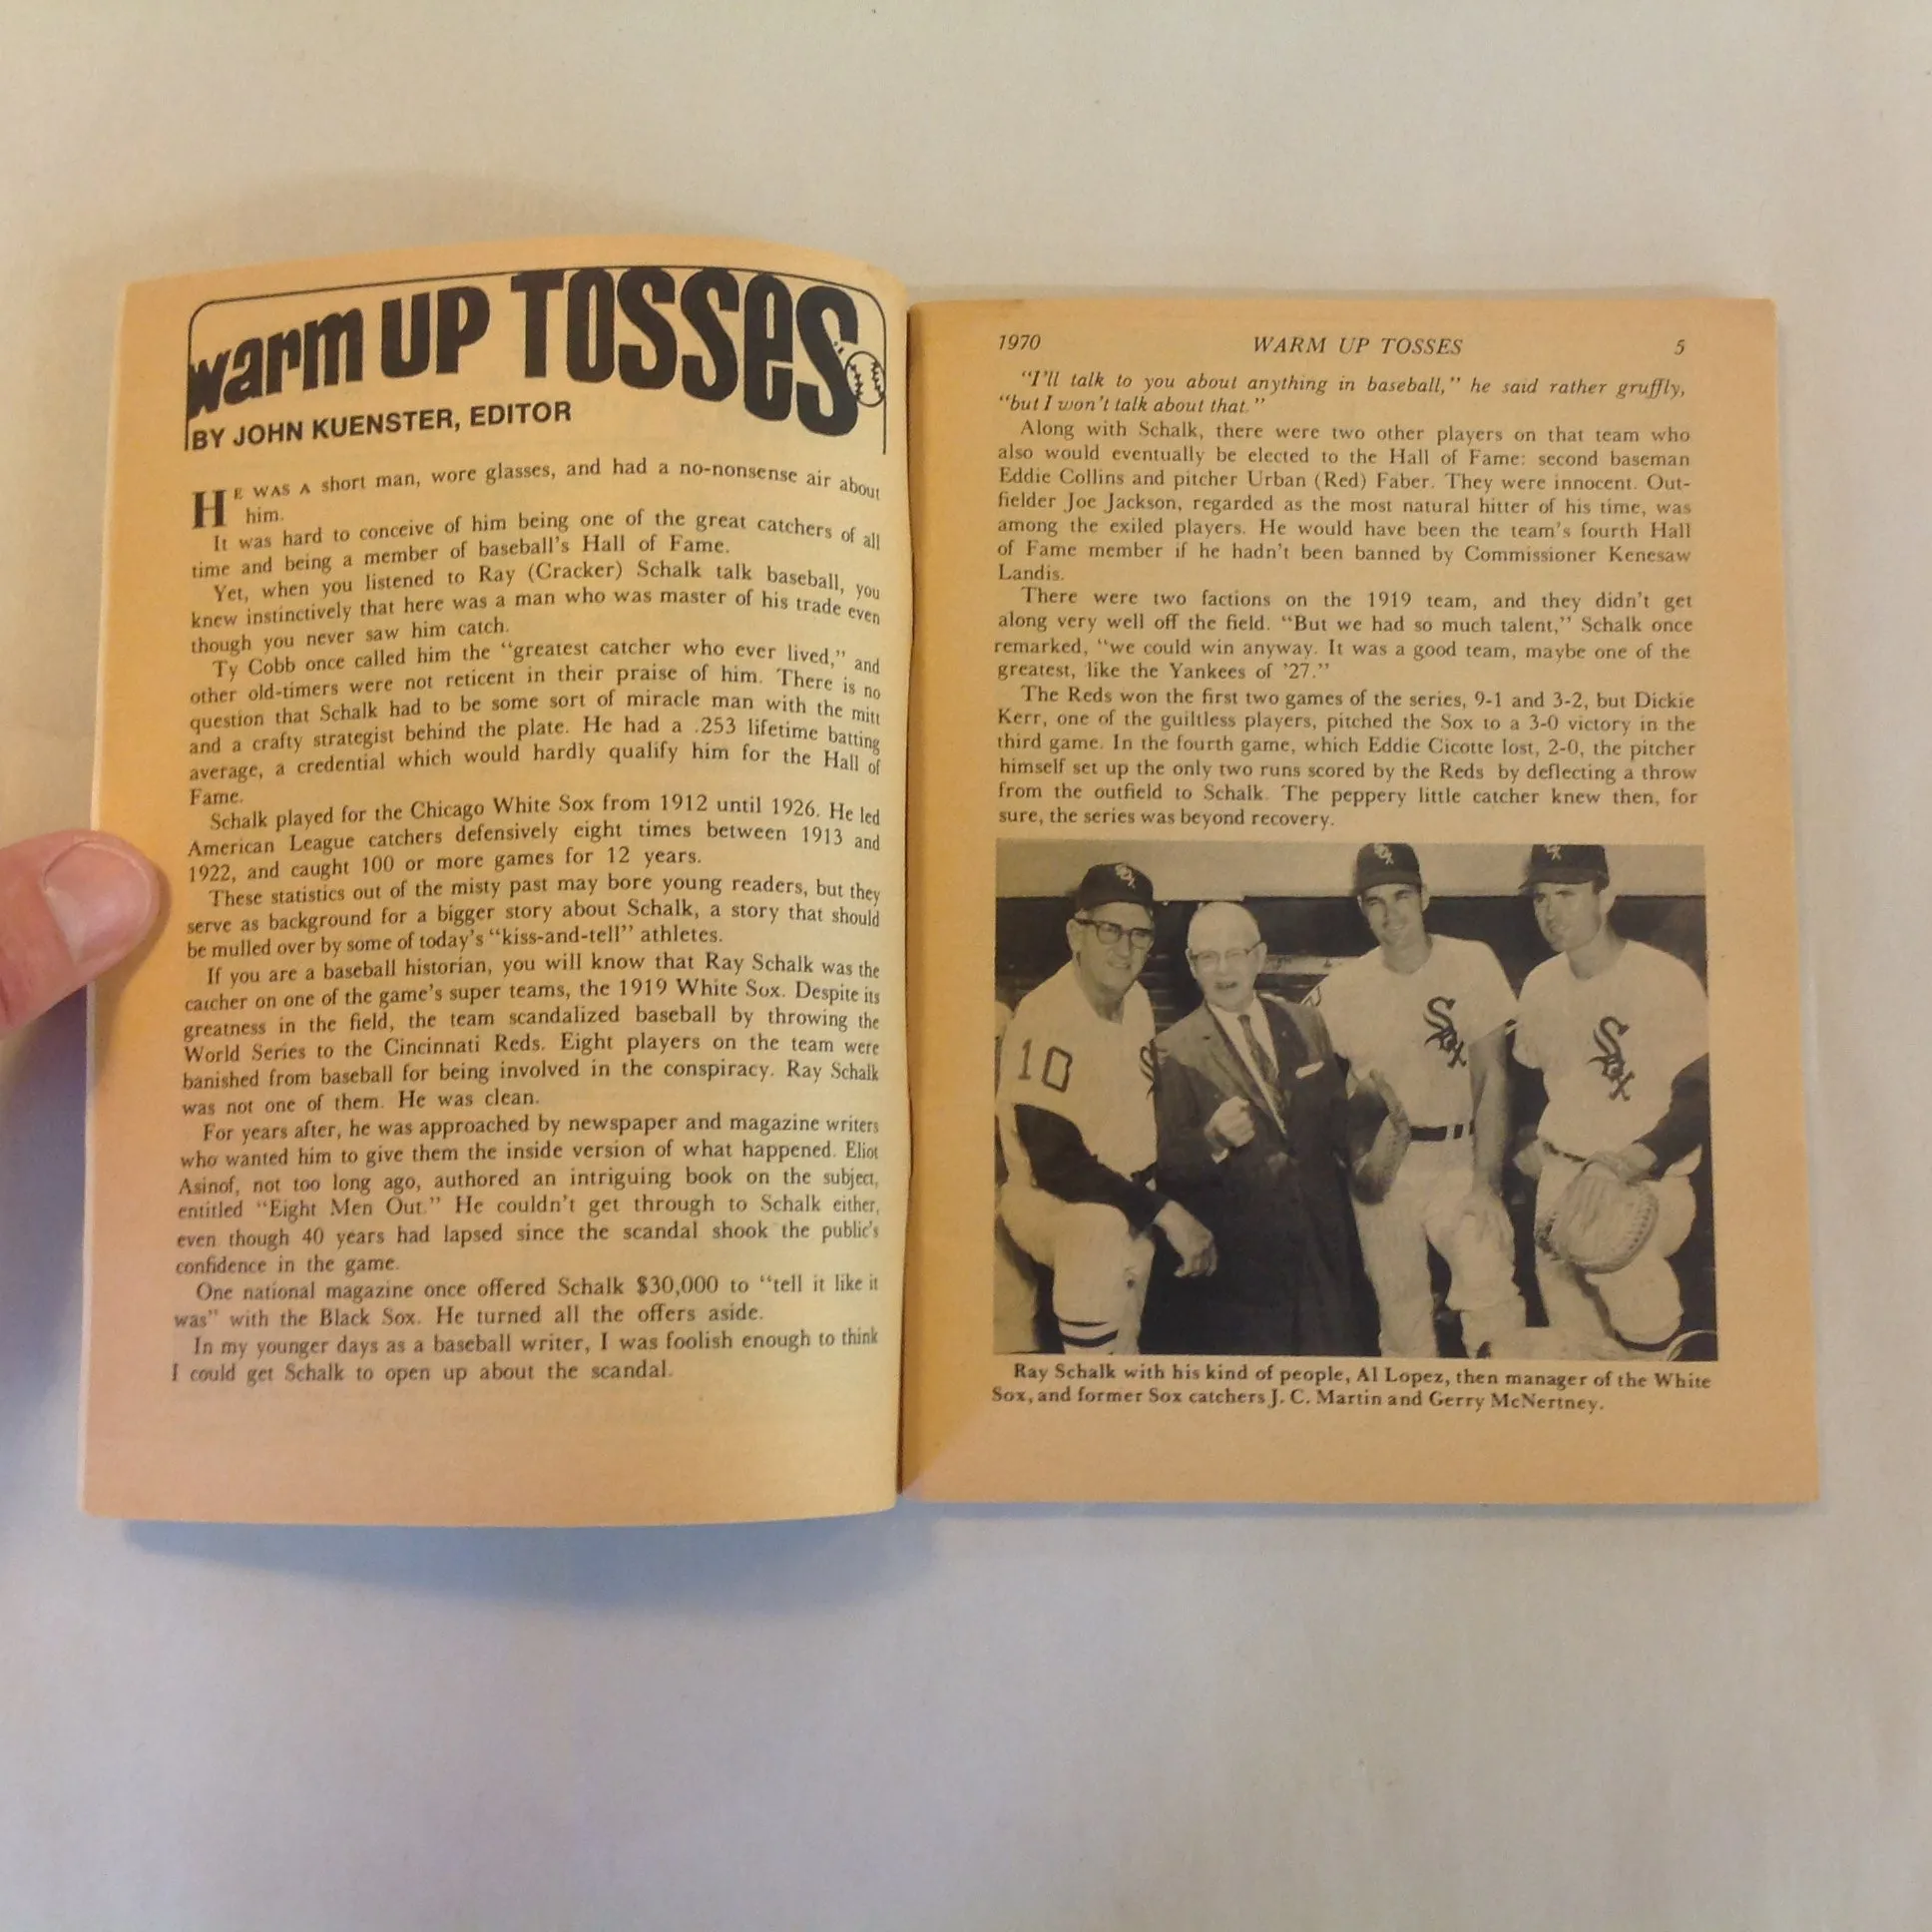 warm UP TOSSES
BY JOHN KUENSTER, EDITOR
HE WAS A short man, wore glasses, and had a no-nonsense air about
him.
It was hard to conceive of him being one of the great catchers of all
time and being a member of baseball's Hall of Fame.
Yet, when you listened to Ray (Cracker) Schalk talk baseball, you
knew instinctively that here was a man who was master of his trade even
though you never saw him catch.
Ty Cobb once called him the "greatest catcher who ever lived," and
other old-timers were not reticent in their praise of him. There is no
question that Schalk had to be some sort of miracle man with the mitt
and a crafty strategist behind the plate. He had a .253 lifetime batting
average, a credential which would hardly qualify him for the Hall of
Fame.
Schalk played for the Chicago White Sox from 1912 until 1926. He led
American League catchers defensively eight times between 1913 and
1922, and caught 100 or more games for 12 years.
These statistics out of the misty past may bore young readers, but they
serve as background for a bigger story about Schalk, a story that should
be mulled over by some of today's "kiss-and-tell" athletes.
If you are a baseball historian, you will know that Ray Schalk was the
catcher on one of the game's super teams, the 1919 White Sox. Despite its
greatness in the field, the team scandalized baseball by throwing the
World Series to the Cincinnati Reds. Eight players on the team were
banished from baseball for being involved in the conspiracy. Ray Schalk
was not one of them. He was clean.
For years after, he was approached by newspaper and magazine writers
who wanted him to give them the inside version of what happened. Eliot
Asinof, not too long ago, authored an intriguing book on the subject,
entitled "Eight Men Out." He couldn't get through to Schalk either,
even though 40 years had lapsed since the scandal shook the public's
confidence in the game.
One national magazine once offered Schalk $30,000 to "tell it like it
was" with the Black Sox. He turned all the offers aside.
In my younger days as a baseball writer, I was foolish enough to think
I could get Schalk to open up about the scandal.
1970 WARM UP TOSSES 5
"I'll talk to you about anything in baseball," he said rather gruffly,
"but I won't talk about that."
Along with Schalk, there were two other players on that team who
also would eventually be elected to the Hall of Fame: second baseman
Eddie Collins and pitcher Urban (Red) Faber. They were innocent. Out-
fielder Joe Jackson, regarded as the most natural hitter of his time, was
among the exiled players. He would have been the team's fourth Hall
of Fame member if he hadn't been banned by Commissioner Kenesaw
Landis.
There were two factions on the 1919 team, and they didn't get
along very well off the field. "But we had so much talent," Schalk once
remarked, "we could win anyway. It was a good team, maybe one of the
greatest, like the Yankees of '27."
The Reds won the first two games of the series, 9-1 and 3-2, but Dickie
Kerr, one of the guiltless players, pitched the Sox to a 3-0 victory in the
third game. In the fourth game, which Eddie Cicotte lost, 2-0, the pitcher
himself set up the only two runs scored by the Reds by deflecting a throw
from the outfield to Schalk. The peppery little catcher knew then, for
sure, the series was beyond recovery.
SOX
SOX
SOX
10
SOX
SOX
Ray Schalk with his kind of people, Al Lopez, then manager of the White
Sox, and former Sox catchers J. C. Martin and Gerry McNertney.